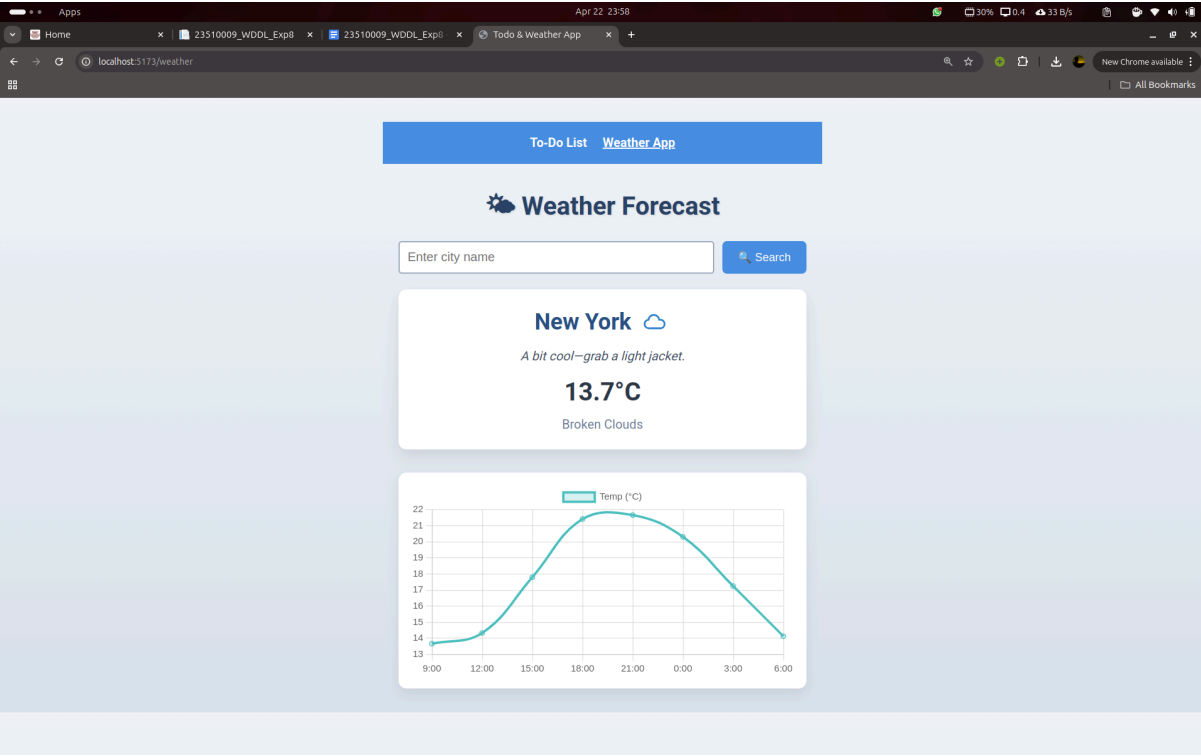 Apps
Apr 22 23:58
30% 0.4 33 B/s
Home
23510009_WDDL_Exp8
23510009_WDDL_Exp8
Todo & Weather App
localhost:5173/weather
New Chrome available
All Bookmarks
To-Do List Weather App
Weather Forecast
Enter city name
Search
New York
A bit cool—grab a light jacket.
13.7°C
Broken Clouds
Temp (°C)
22
21
20
19
18
17
16
15
14
13
9:00 12:00 15:00 18:00 21:00 0:00 3:00 6:00